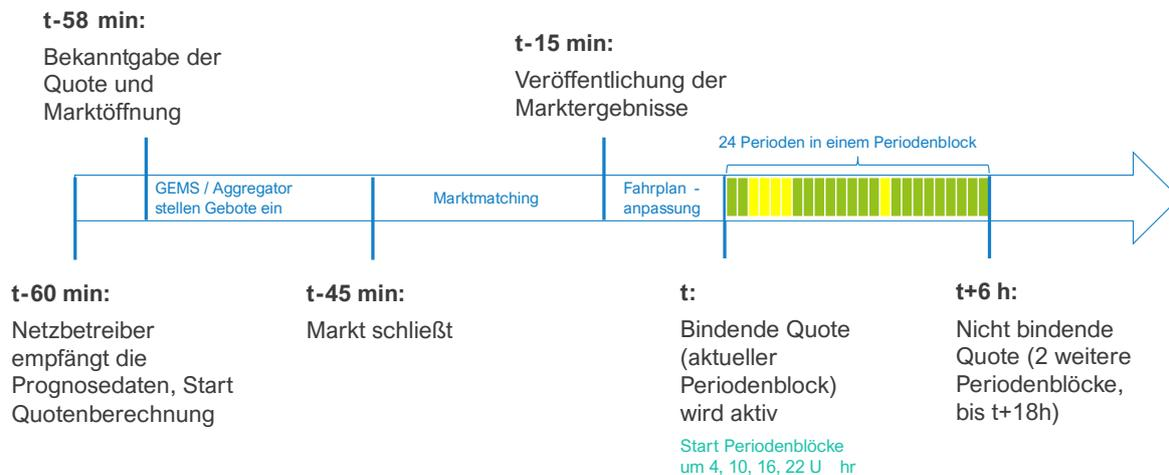 t-58 min:
Bekanntgabe der
Quote und
Marktöffnung
t-15 min:
Veröffentlichung der
Marktergebnisse
24 Perioden in einem Periodenblock
GEMS / Aggregator
stellen Gebote ein
Marktmatching
Fahrplan -
anpassung
t-60 min:
Netzbetreiber
empfängt die
Prognosedaten, Start
Quotenberechnung
t-45 min:
Markt schließt
t:
Bindende Quote
(aktueller
Periodenblock)
wird aktiv
Start Periodenblöcke
um 4, 10, 16, 22 U hr
t+6 h:
Nicht bindende
Quote (2 weitere
Periodenblöcke,
bis t+18h)